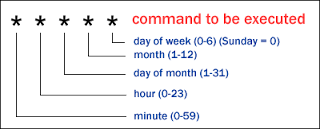 * * * * * command to be executed
day of week (0-6) (Sunday = 0)
month (1-12)
day of month (1-31)
hour (0-23)
minute (0-59)